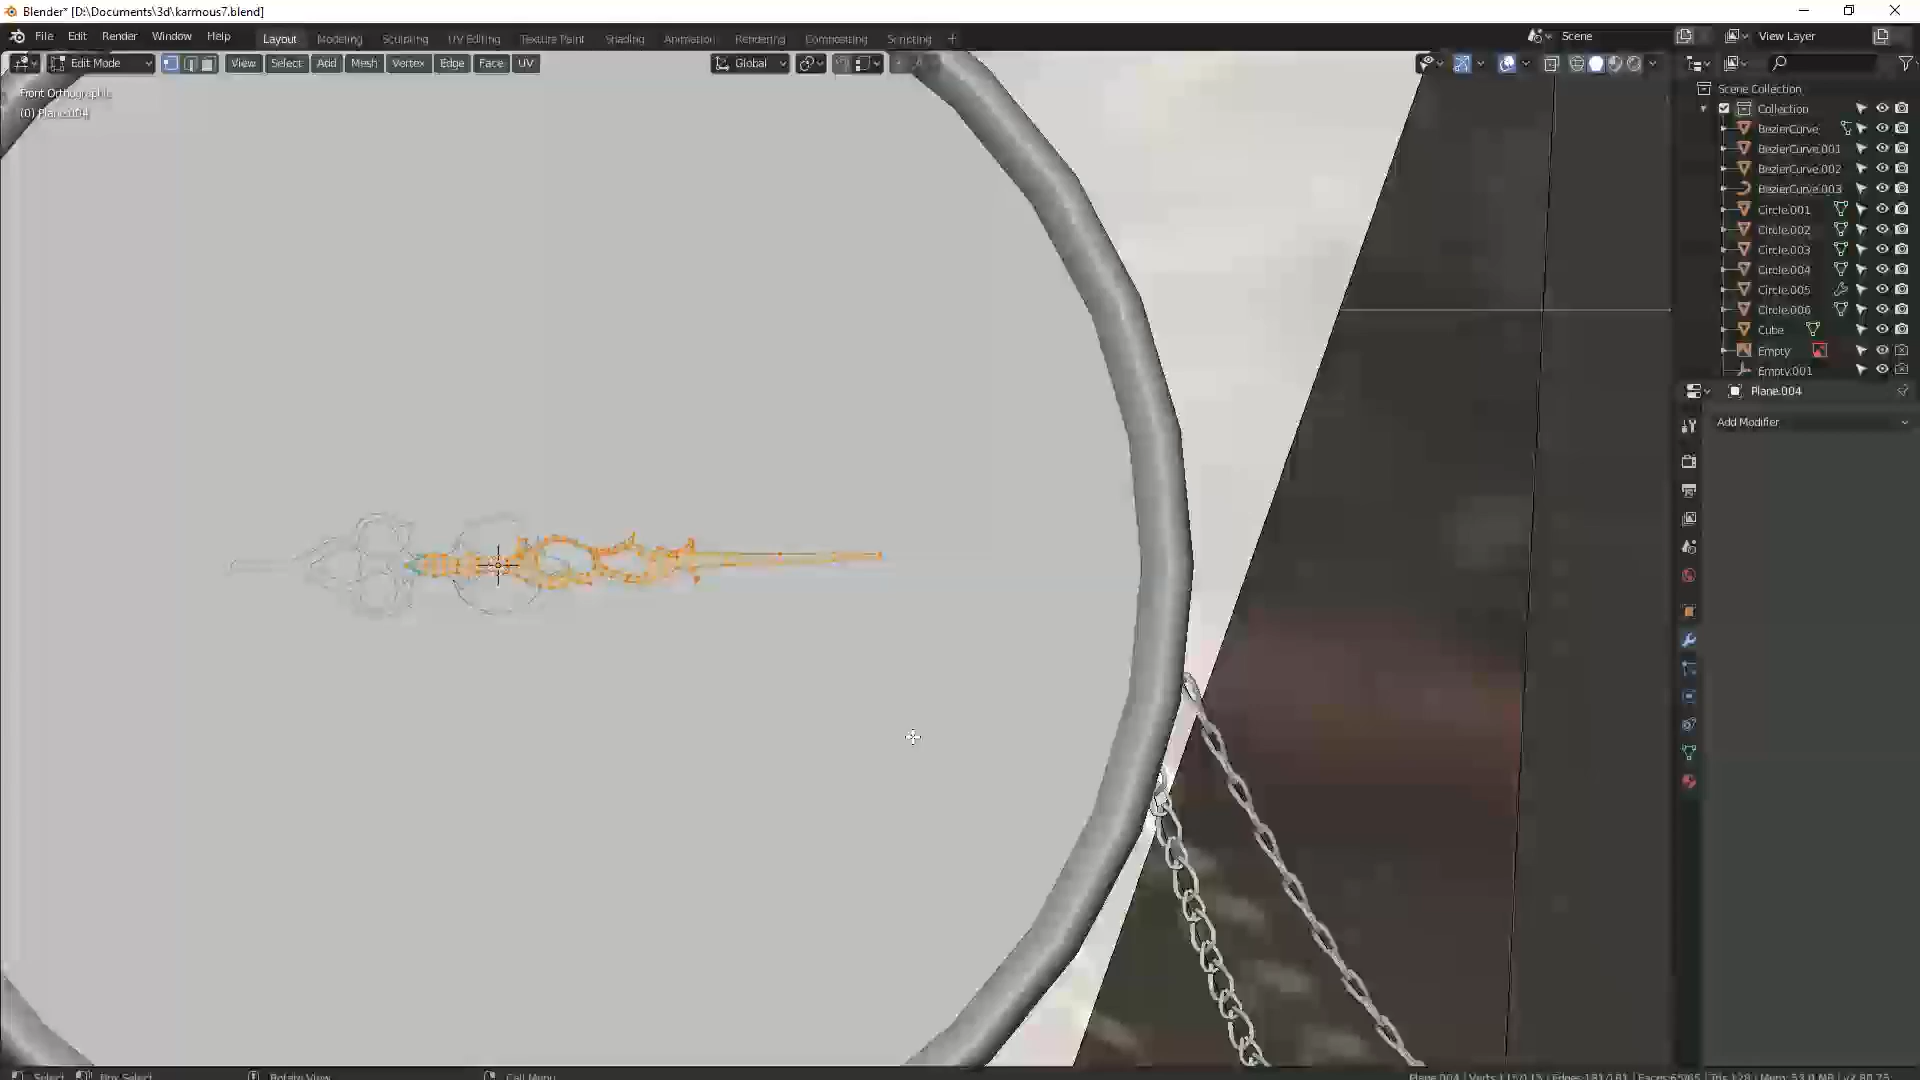 Blender* [D:\Documents\3d\karmous7.blend]
File Edit Render Window Help
Layout Modeling Sculpting UV Editing Texture Paint Shading Animation Rendering Compositing Scripting +
Scene
View Layer
Edit Mode
View Select Add Mesh Vertex Edge Face UV
Global
Front Orthographic
(0) Plane.004
Scene Collection
Collection
BezierCurve
BezierCurve.001
BezierCurve.002
BezierCurve.003
Circle.001
Circle.002
Circle.003
Circle.004
Circle.005
Circle.006
Cube
Empty
Empty.001
Plane.004
Add Modifier
Select Box Select Rotate View Call Menu